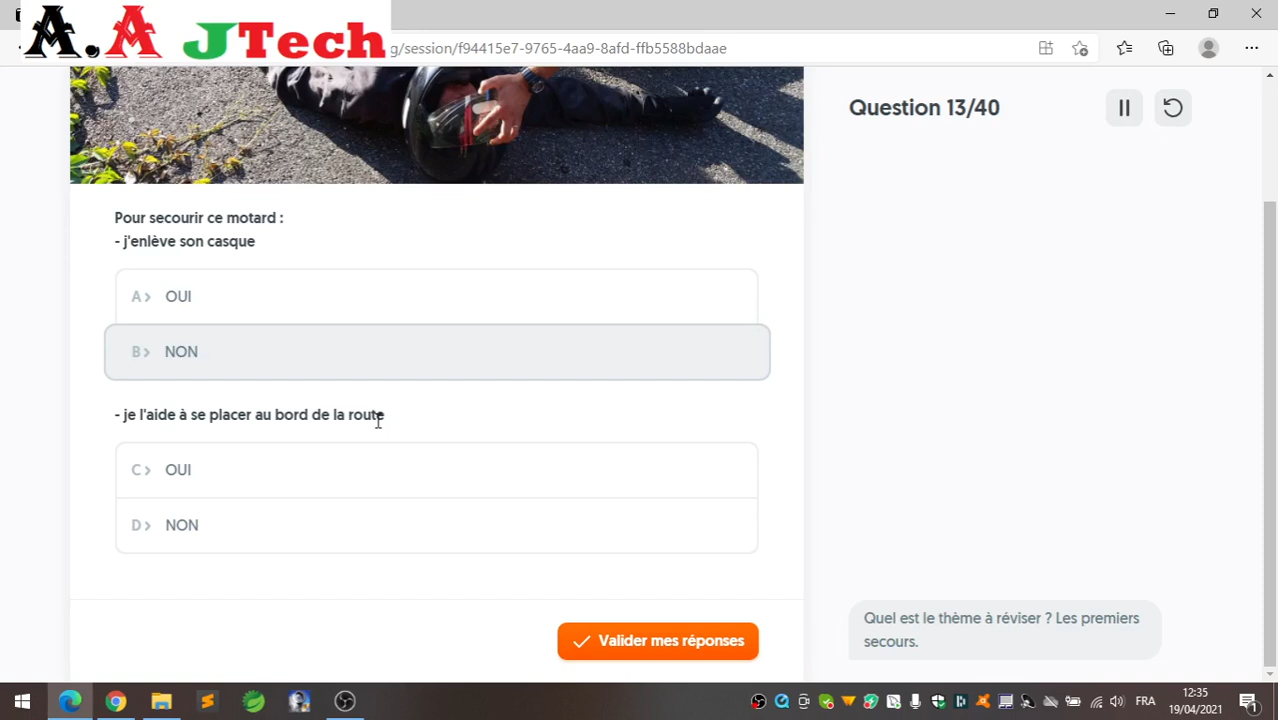 A.A JTech
g/session/f94415e7-9765-4aa9-8afd-ffb5588bdaae
Question 13/40
Pour secourir ce motard :
- j'enlève son casque
A OUI
B NON
- je l'aide à se placer au bord de la route
C OUI
D NON
Valider mes réponses
Quel est le thème à réviser ? Les premiers
secours.
FRA
12:35
19/04/2021
1